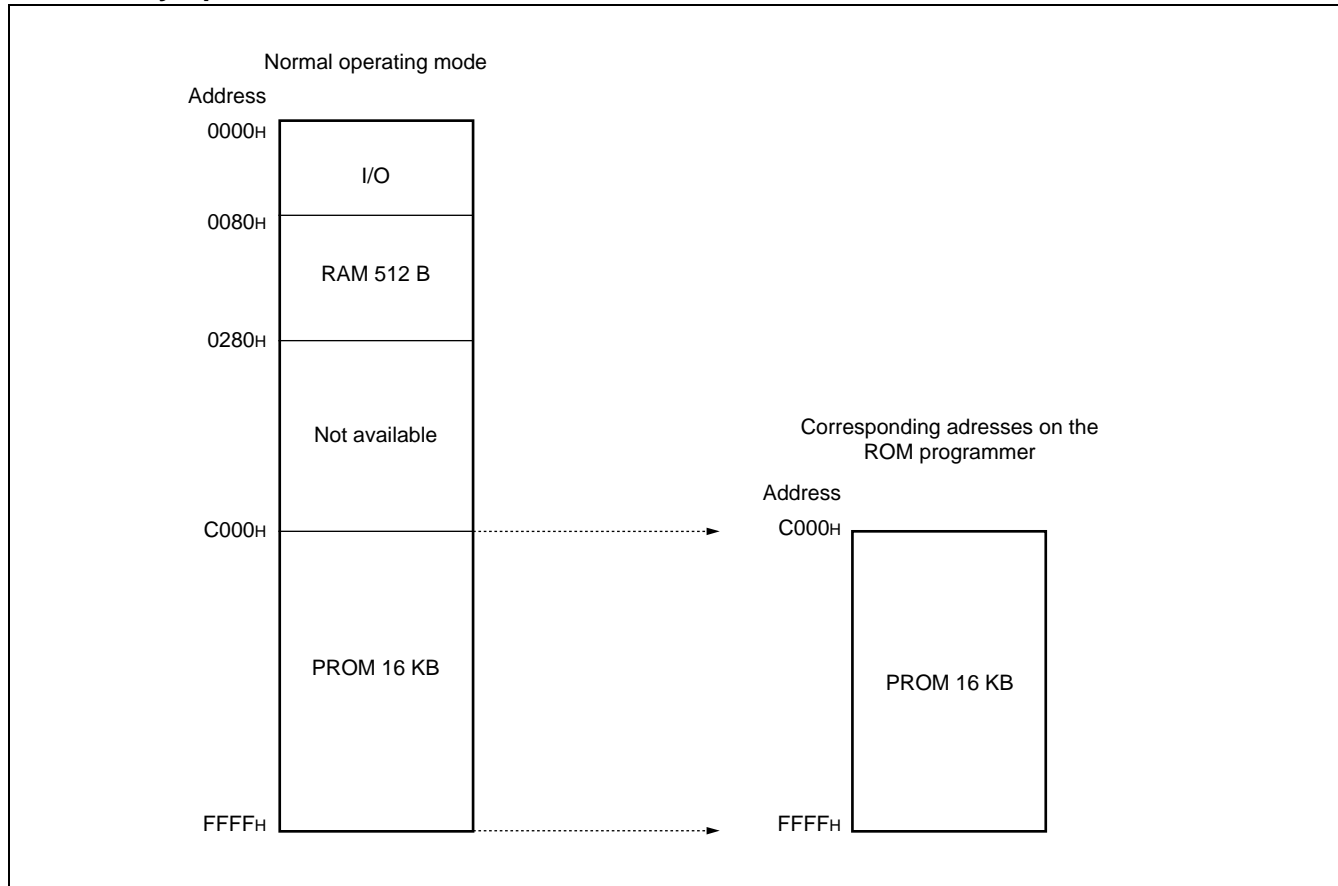 Normal operating mode
Address
0000H
I/O
0080H
RAM 512 B
0280H
Not available
Corresponding adresses on the
ROM programmer
Address
C000H
C000H
PROM 16 KB
PROM 16 KB
FFFFH
FFFFH